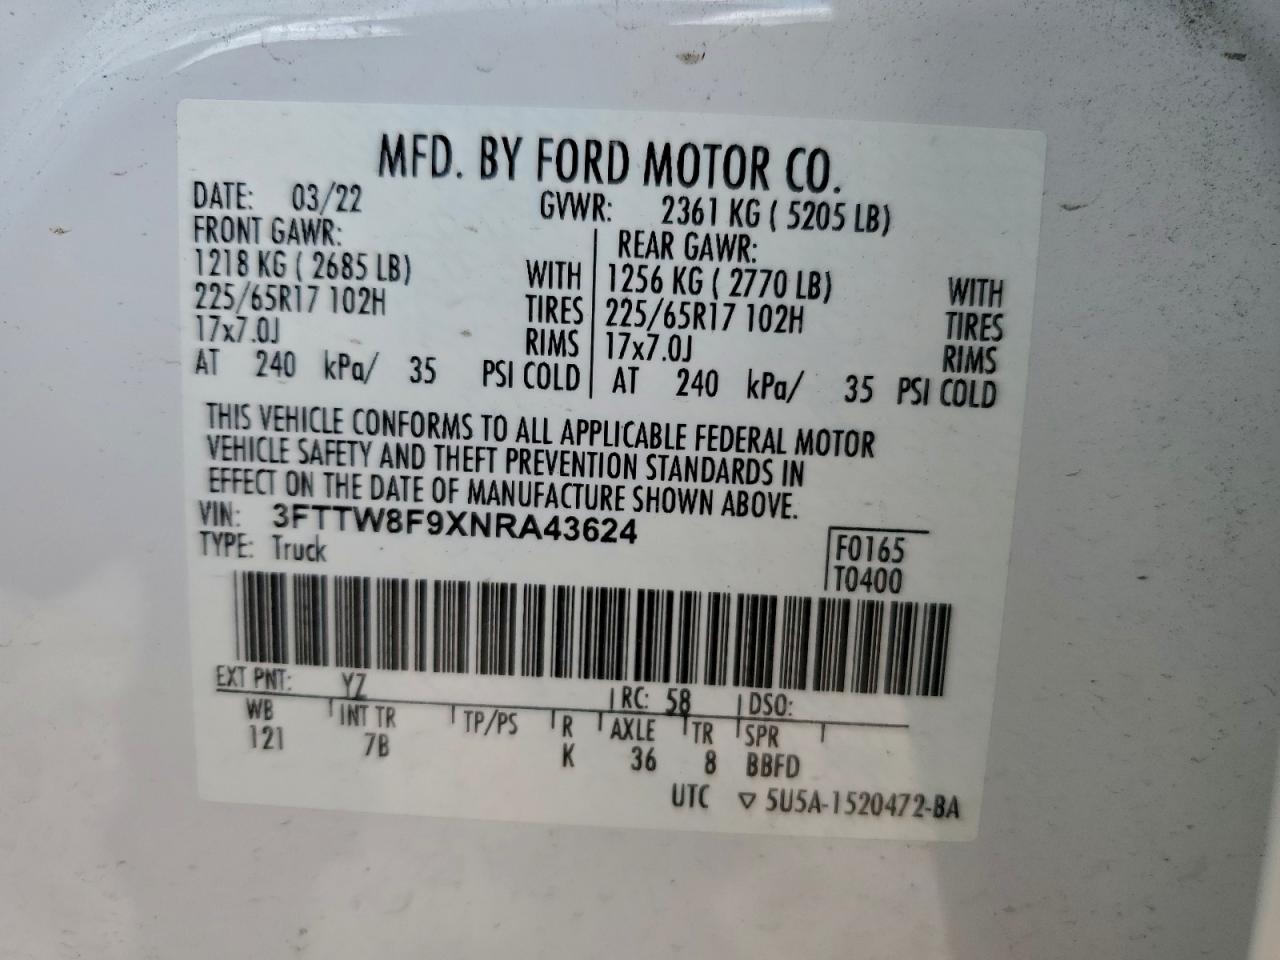 MFD. BY FORD MOTOR CO.
DATE: 03/22 GVWR: 2361 KG ( 5205 LB)
FRONT GAWR: REAR GAWR:
1218 KG ( 2685 LB) WITH 1256 KG ( 2770 LB) WITH
225/65R17 102H TIRES 225/65R17 102H TIRES
17x7.0J RIMS 17x7.0J RIMS
AT 240 kPa/ 35 PSI COLD AT 240 kPa/ 35 PSI COLD
THIS VEHICLE CONFORMS TO ALL APPLICABLE FEDERAL MOTOR
VEHICLE SAFETY AND THEFT PREVENTION STANDARDS IN
EFFECT ON THE DATE OF MANUFACTURE SHOWN ABOVE.
VIN: 3FTTW8F9XNRA43624
TYPE: Truck F0165
T0400
EXT PNT: YZ RC: 58 DSO:
WB INT TR TP/PS R AXLE TR SPR
121 7B K 36 8 BBFD
UTC ▽ 5U5A-1520472-BA